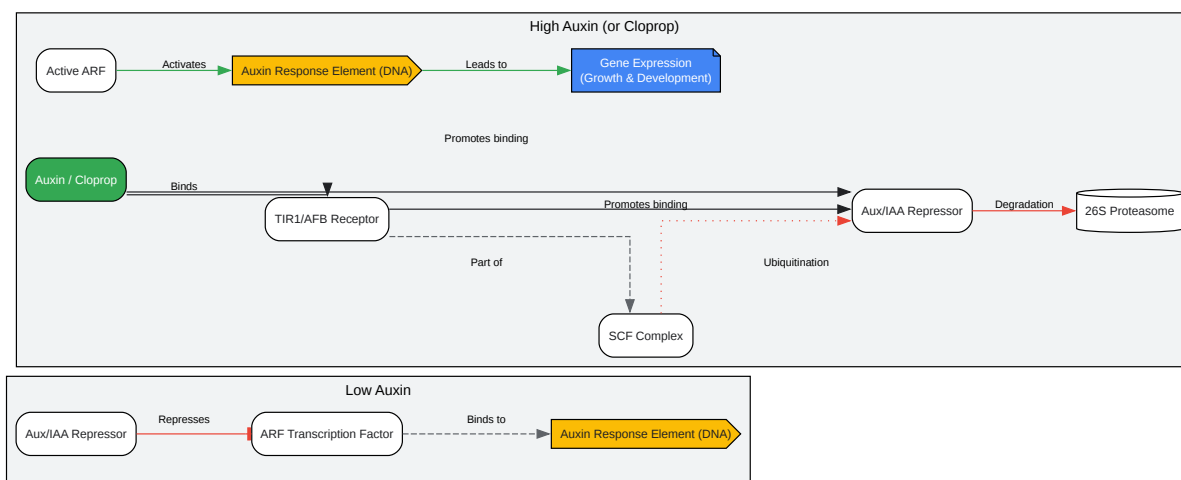 High Auxin (or Cloprop)
Active ARF
Activates
Auxin Response Element (DNA)
Leads to
Gene Expression
(Growth & Development)
Promotes binding
Auxin / Cloprop
Binds
TIR1/AFB Receptor
Promotes binding
Aux/IAA Repressor
Degradation
26S Proteasome
Part of
Ubiquitination
SCF Complex
Low Auxin
Aux/IAA Repressor
Represses
ARF Transcription Factor
Binds to
Auxin Response Element (DNA)